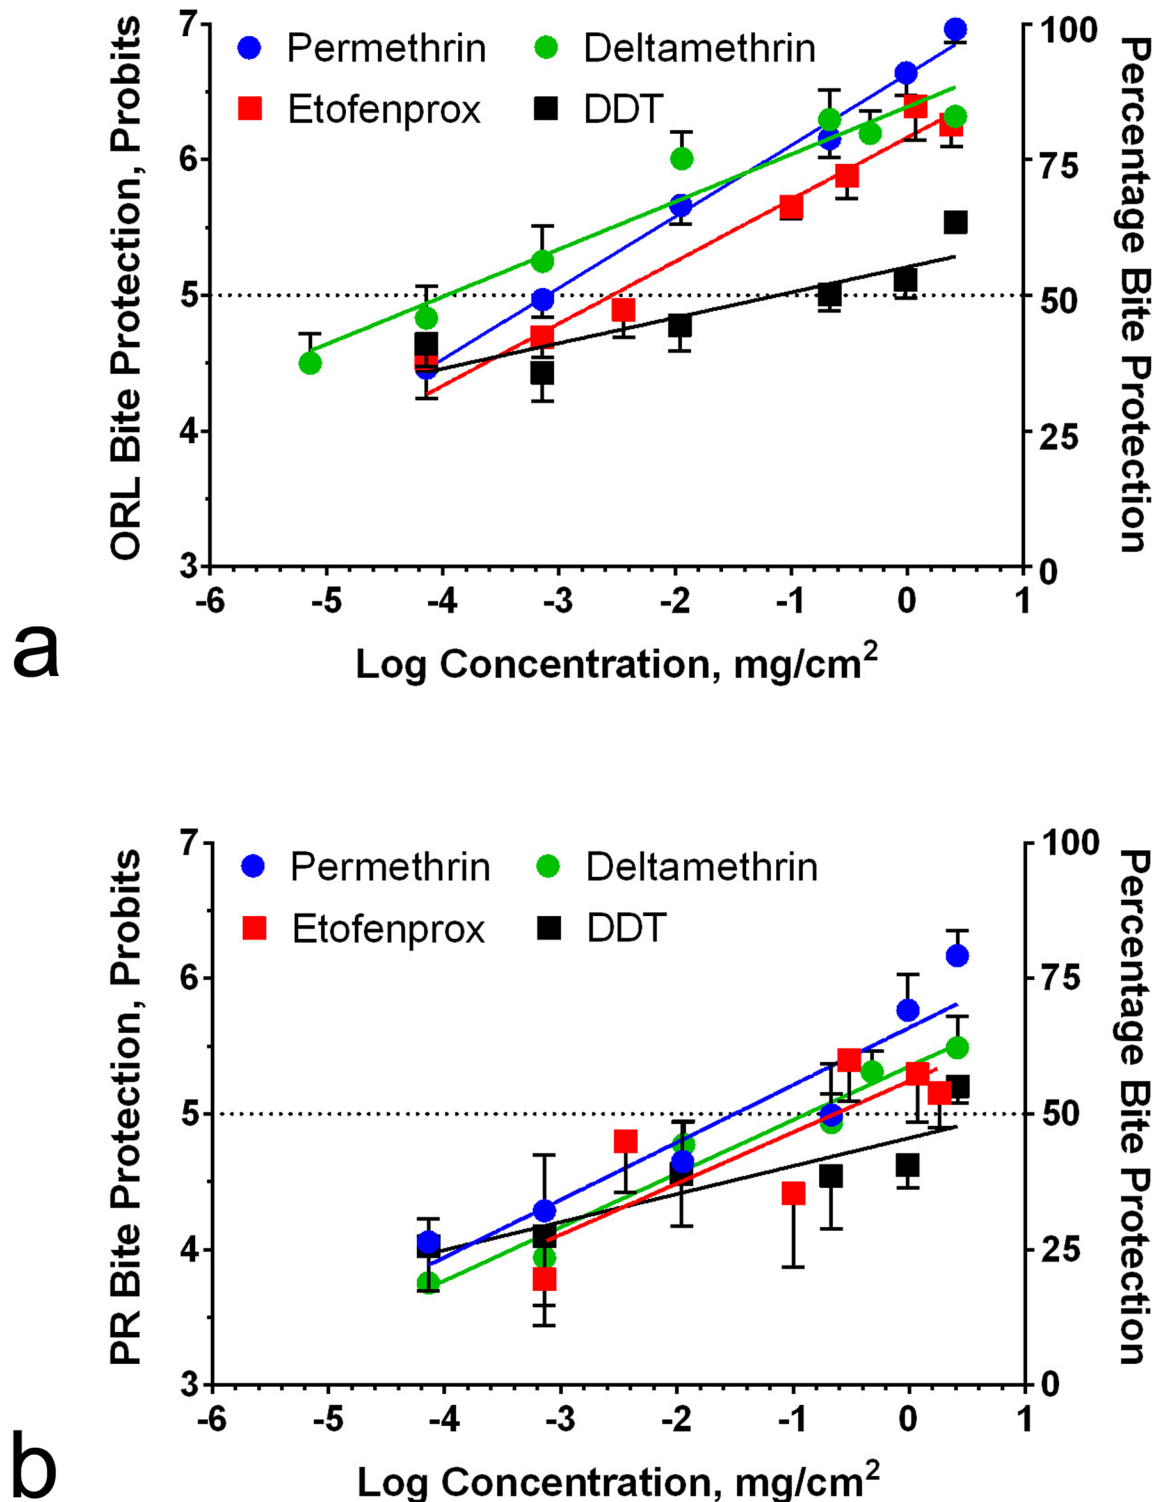 7
6
5
4
3
ORL Bite Protection, Probits
Permethrin
Deltamethrin
Etofenprox
DDT
100
75
50
25
0
Percentage Bite Protection
-6 -5 -4 -3 -2 -1 0 1
Log Concentration, mg/cm²
a
7
6
5
4
3
PR Bite Protection, Probits
Permethrin
Deltamethrin
Etofenprox
DDT
100
75
50
25
0
Percentage Bite Protection
-6 -5 -4 -3 -2 -1 0 1
Log Concentration, mg/cm²
b